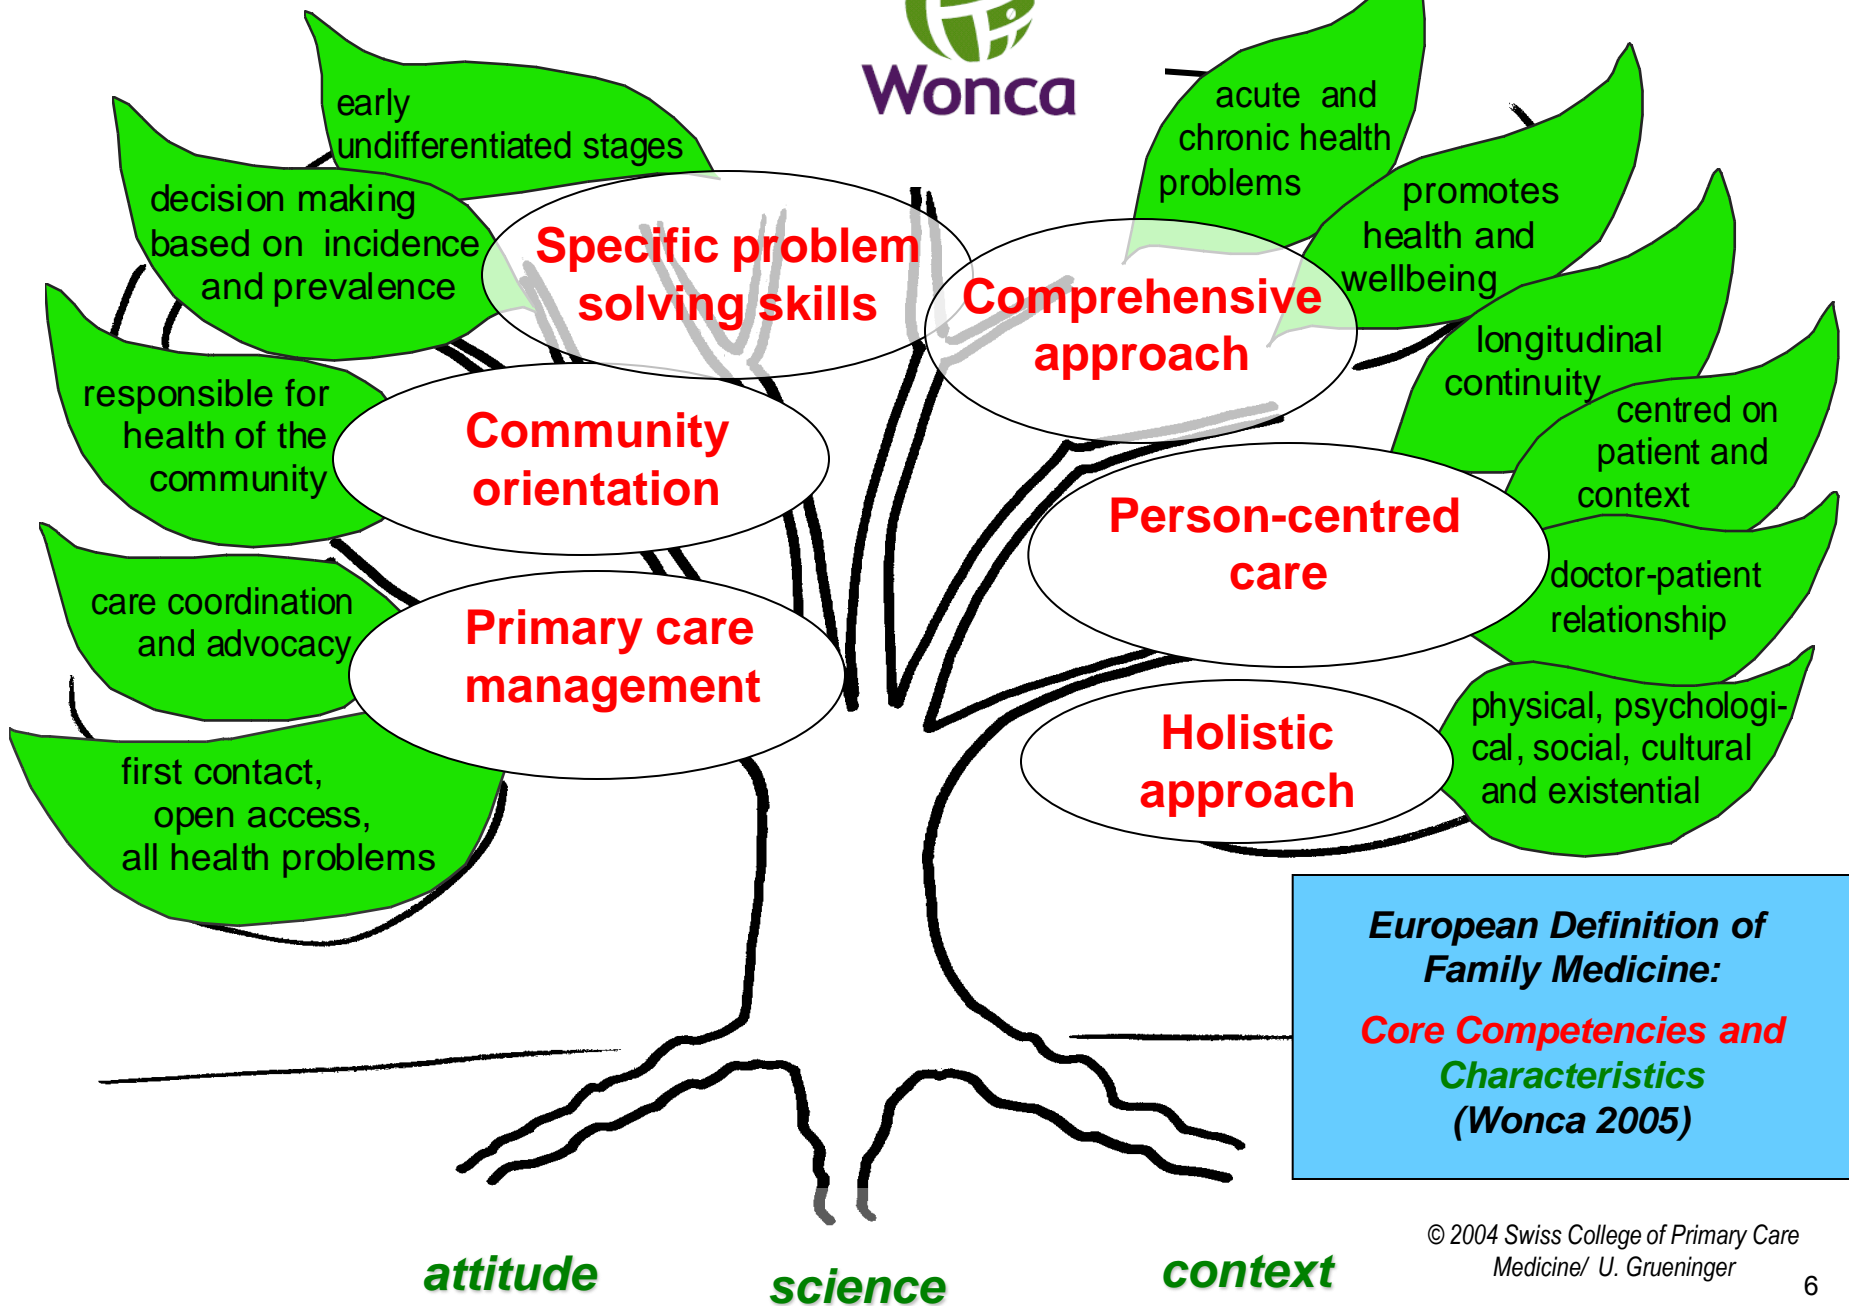 Wonca
early
undifferentiated stages
decision making
based on incidence
and prevalence
responsible for
health of the
community
care coordination
and advocacy
first contact,
open access,
all health problems
Specific problem
solving skills
Community
orientation
Primary care
management
Comprehensive
approach
Person-centred
care
Holistic
approach
acute and
chronic health
problems
promotes
health and
wellbeing
longitudinal
continuity
centred on
patient and
context
doctor-patient
relationship
physical, psychologi-
cal, social, cultural
and existential
European Definition of
Family Medicine:
Core Competencies and
Characteristics
(Wonca 2005)
attitude
science
context
© 2004 Swiss College of Primary Care
Medicine/ U. Grueninger
6